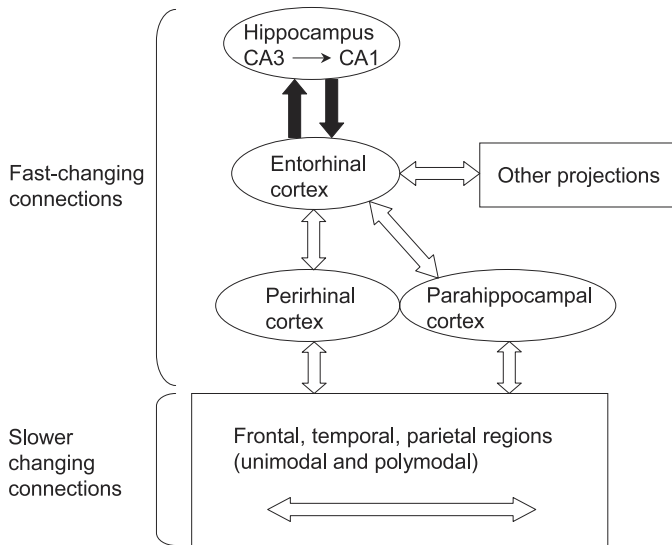 Hippocampus
CA3 → CA1
Fast-changing
connections
Entorhinal
cortex
Other projections
Perirhinal
cortex
Parahippocampal
cortex
Slower
changing
connections
Frontal, temporal, parietal regions
(unimodal and polymodal)